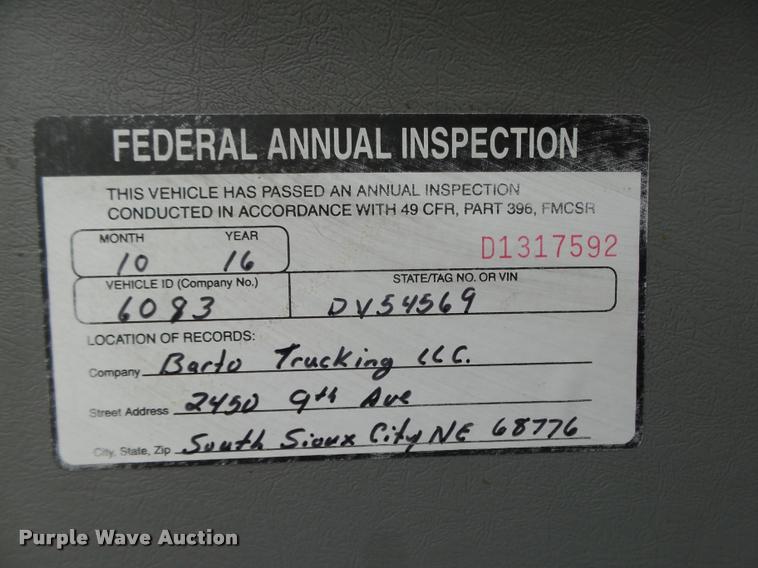 FEDERAL ANNUAL INSPECTION
THIS VEHICLE HAS PASSED AN ANNUAL INSPECTION
CONDUCTED IN ACCORDANCE WITH 49 CFR, PART 396, FMCSR
MONTH YEAR
10 16
D1317592
VEHICLE ID (Company No.) STATE/TAG NO. OR VIN
6083 DV54569
LOCATION OF RECORDS:
Company Barto Trucking LLC.
Street Address 2450 9th Ave
City, State, Zip South Sioux City NE 68776
Purple Wave Auction